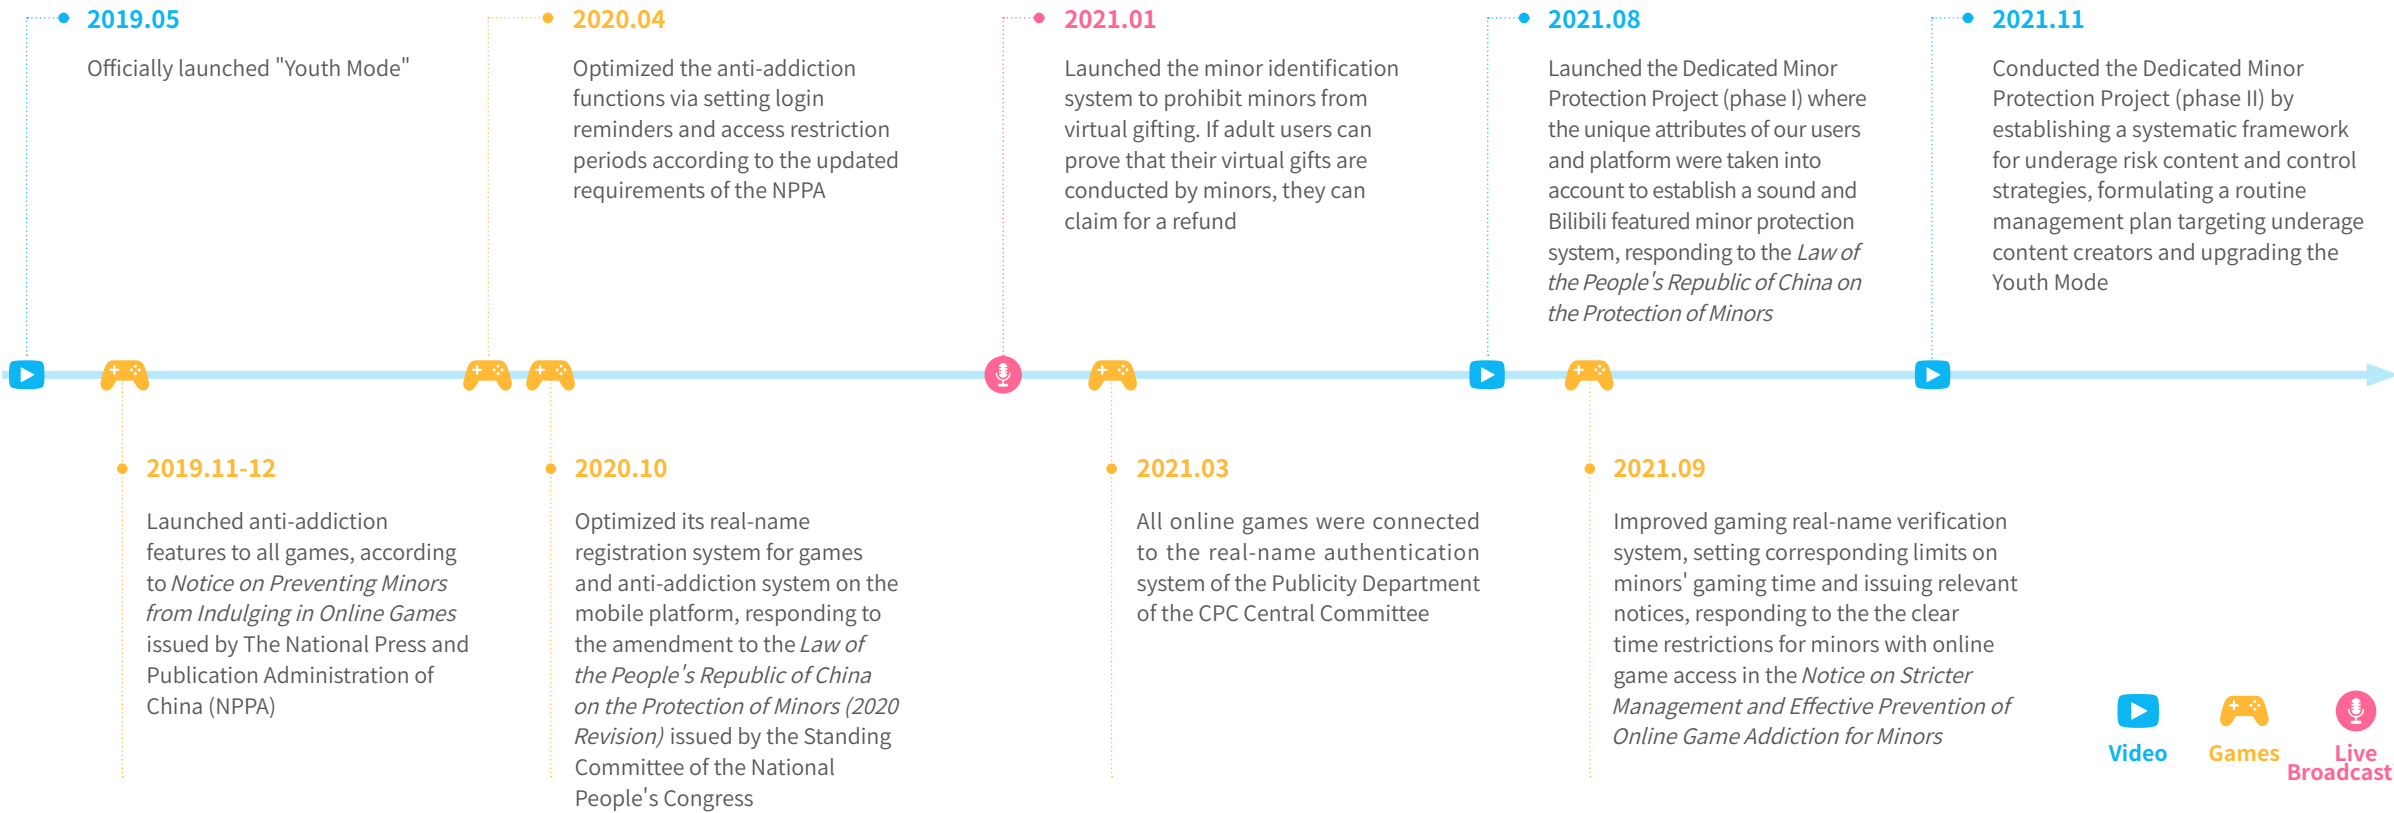 2019.05
Officially launched "Youth Mode"
2020.04
Optimized the anti-addiction
functions via setting login
reminders and access restriction
periods according to the updated
requirements of the NPPA
2021.01
Launched the minor identification
system to prohibit minors from
virtual gifting. If adult users can
prove that their virtual gifts are
conducted by minors, they can
claim for a refund
2021.08
Launched the Dedicated Minor
Protection Project (phase I) where
the unique attributes of our users
and platform were taken into
account to establish a sound and
Bilibili featured minor protection
system, responding to the Law of
the People's Republic of China on
the Protection of Minors
2021.11
Conducted the Dedicated Minor
Protection Project (phase II) by
establishing a systematic framework
for underage risk content and control
strategies, formulating a routine
management plan targeting underage
content creators and upgrading the
Youth Mode
2019.11-12
Launched anti-addiction
features to all games, according
to Notice on Preventing Minors
from Indulging in Online Games
issued by The National Press and
Publication Administration of
China (NPPA)
2020.10
Optimized its real-name
registration system for games
and anti-addiction system on the
mobile platform, responding to
the amendment to the Law of
the People's Republic of China
on the Protection of Minors (2020
Revision) issued by the Standing
Committee of the National
People's Congress
2021.03
All online games were connected
to the real-name authentication
system of the Publicity Department
of the CPC Central Committee
2021.09
Improved gaming real-name verification
system, setting corresponding limits on
minors' gaming time and issuing relevant
notices, responding to the the clear
time restrictions for minors with online
game access in the Notice on Stricter
Management and Effective Prevention of
Online Game Addiction for Minors
Video
Games
Live
Broadcast